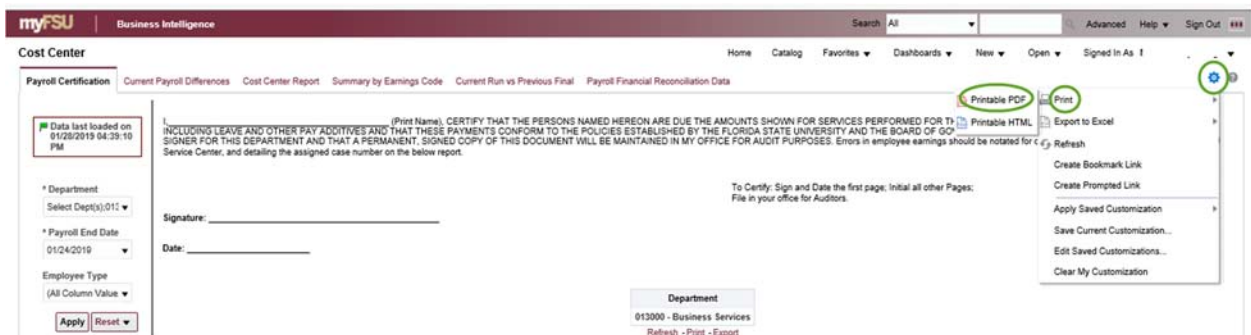 myFSU Business Intelligence Search All Advanced Help Sign Out
Cost Center Home Catalog Favorites Dashboards New Open Signed In As
Payroll Certification Current Payroll Differences Cost Center Report Summary by Earnings Code Current Run vs Previous Final Payroll Financial Reconciliation Data
Data last loaded on
01/28/2019 04:39:10
PM
* Department
Select Dept(s);013
* Payroll End Date
01/24/2019
Employee Type
(All Column Value
Apply Reset
I, (Print Name), CERTIFY THAT THE PERSONS NAMED HEREON ARE DUE THE AMOUNTS SHOWN FOR SERVICES PERFORMED FOR
INCLUDING LEAVE AND OTHER PAY ADDITIVES AND THAT THESE PAYMENTS CONFORM TO THE POLICIES ESTABLISHED BY THE FLORIDA STATE UNIVERSITY AND THE BOARD OF
SIGNER FOR THIS DEPARTMENT AND THAT A PERMANENT, SIGNED COPY OF THIS DOCUMENT WILL BE MAINTAINED IN MY OFFICE FOR AUDIT PURPOSES. Errors in employee earnings should be notated for
Service Center, and detailing the assigned case number on the below report.
To Certify: Sign and Date the first page; Initial all other Pages;
File in your office for Auditors.
Signature:
Date:
Department
013000 - Business Services
Refresh - Print - Export
Printable PDF
Printable HTML
Print
Export to Excel
Refresh
Create Bookmark Link
Create Prompted Link
Apply Saved Customization
Save Current Customization...
Edit Saved Customizations...
Clear My Customization